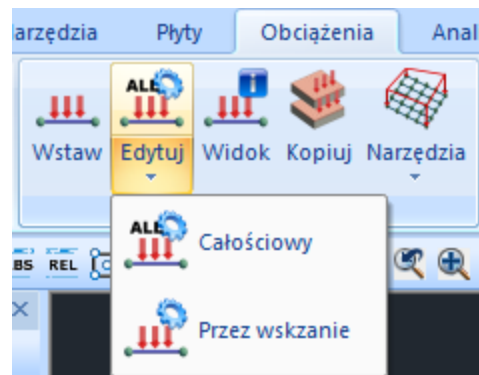 arzędzia Płyty Obciążenia Anal
ALL
Wstaw Edytuj Widok Kopiuj Narzędzia
BS REL
ALL
Całościowy
Przez wskzanie